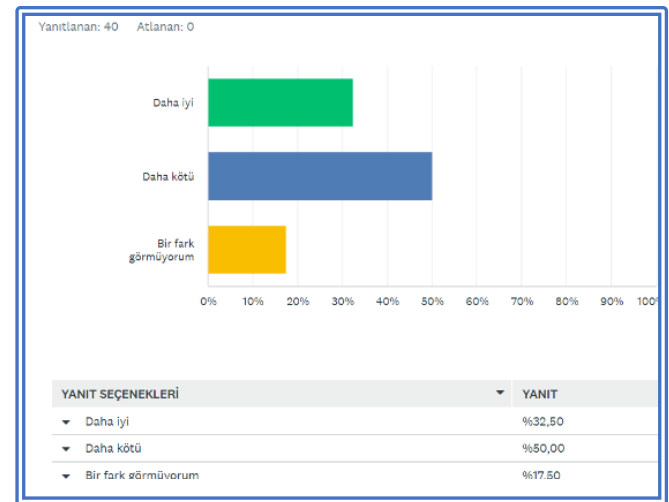 Yanıtlanan: 40 Atlanan: 0
Daha iyi
Daha kötü
Bir fark
görmüyorum
0% 10% 20% 30% 40% 50% 60% 70% 80% 90% 100%
YANIT SEÇENEKLERİ YANIT
Daha iyi %32,50
Daha kötü %50,00
Bir fark görmüyorum %17,50